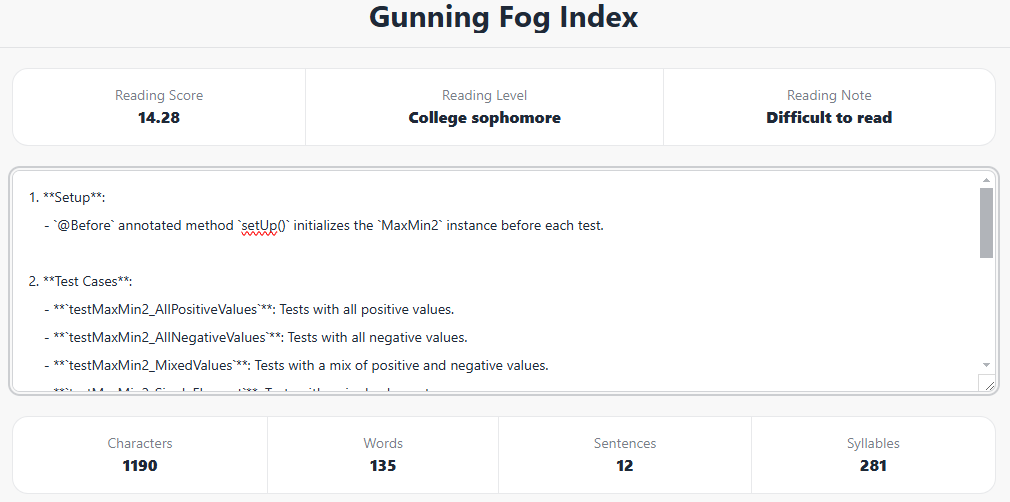 Gunning Fog Index
Reading Score
14.28
Reading Level
College sophomore
Reading Note
Difficult to read
1. **Setup**:
- `@Before` annotated method `setUp()` initializes the `MaxMin2` instance before each test.
2. **Test Cases**:
- **`testMaxMin2_AllPositiveValues`**: Tests with all positive values.
- **`testMaxMin2_AllNegativeValues`**: Tests with all negative values.
- **`testMaxMin2_MixedValues`**: Tests with a mix of positive and negative values.
Characters
1190
Words
135
Sentences
12
Syllables
281